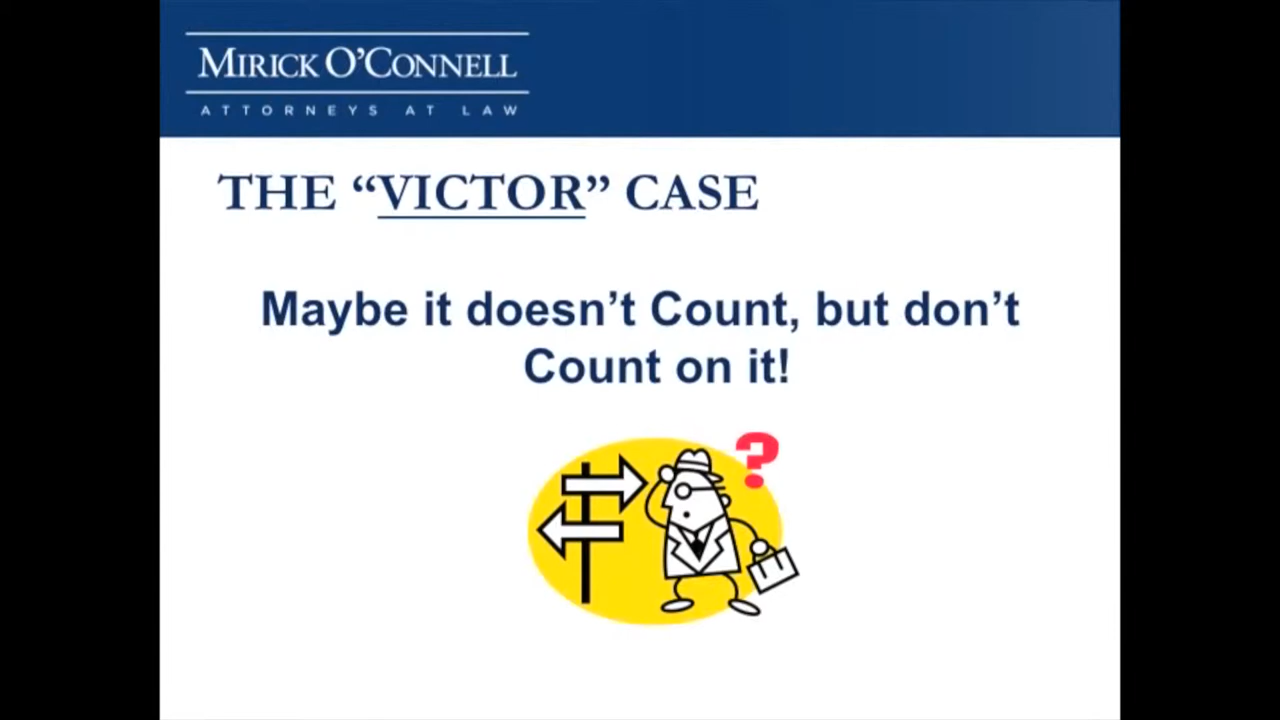 MIRICK O'CONNELL
ATTORNEYS AT LAW
THE “VICTOR” CASE
Maybe it doesn’t Count, but don’t
Count on it!
?